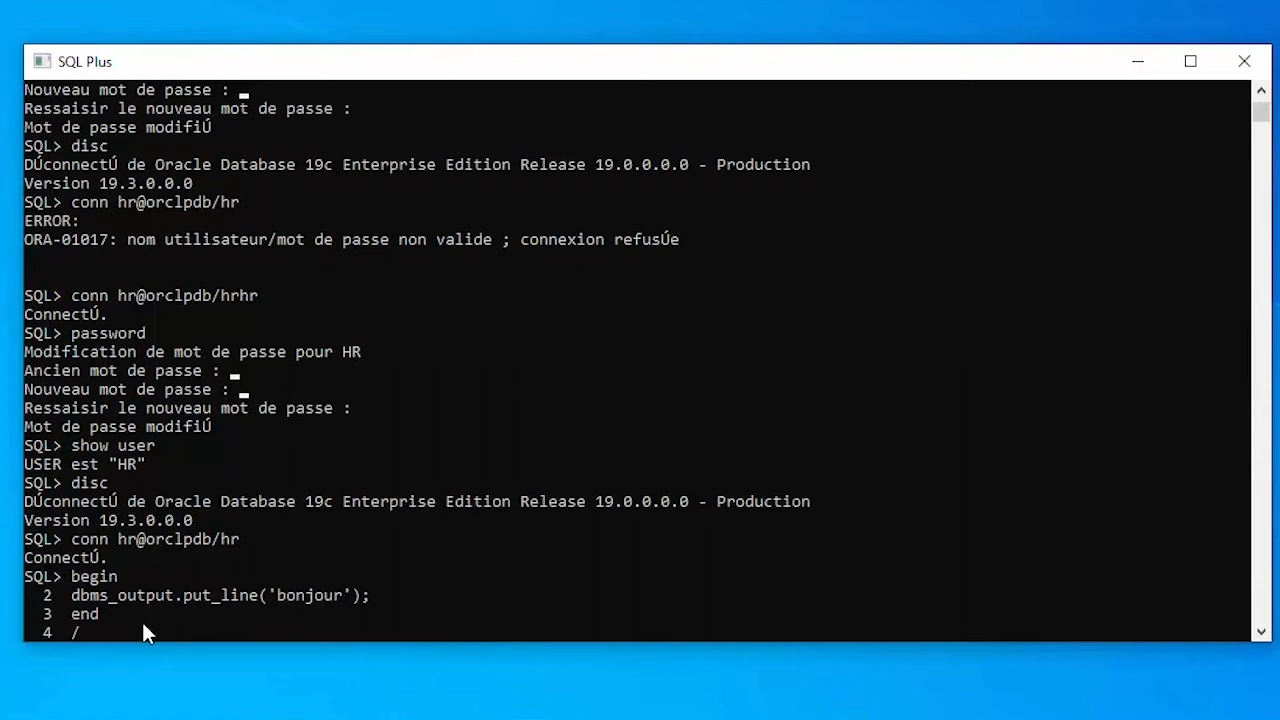 SQL Plus
Nouveau mot de passe :
Ressaisir le nouveau mot de passe :
Mot de passe modifiÚ
SQL> disc
DÚconnectÚ de Oracle Database 19c Enterprise Edition Release 19.0.0.0.0 - Production
Version 19.3.0.0.0
SQL> conn hr@orclpdb/hr
ERROR:
ORA-01017: nom utilisateur/mot de passe non valide ; connexion refusÚe
SQL> conn hr@orclpdb/hrhr
ConnectÚ.
SQL> password
Modification de mot de passe pour HR
Ancien mot de passe :
Nouveau mot de passe :
Ressaisir le nouveau mot de passe :
Mot de passe modifiÚ
SQL> show user
USER est "HR"
SQL> disc
DÚconnectÚ de Oracle Database 19c Enterprise Edition Release 19.0.0.0.0 - Production
Version 19.3.0.0.0
SQL> conn hr@orclpdb/hr
ConnectÚ.
SQL> begin
2 dbms_output.put_line('bonjour');
3 end
4 /